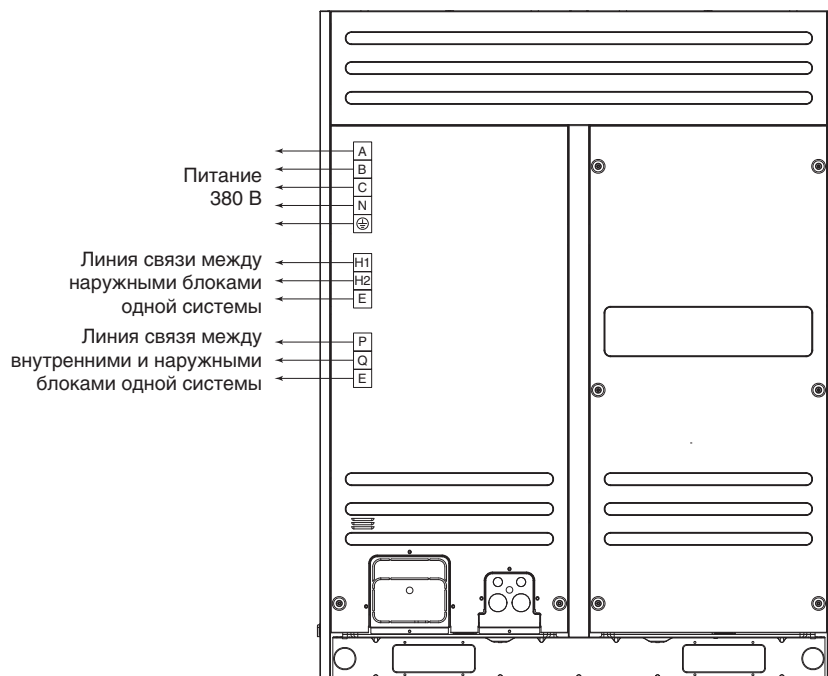 A
B
Питание
C
380 В
N
H1
Линия связи между
наружными блоками
H2
одной системы
E
Линия связя между
P
внутренними и наружными
Q
блоками одной системы
E